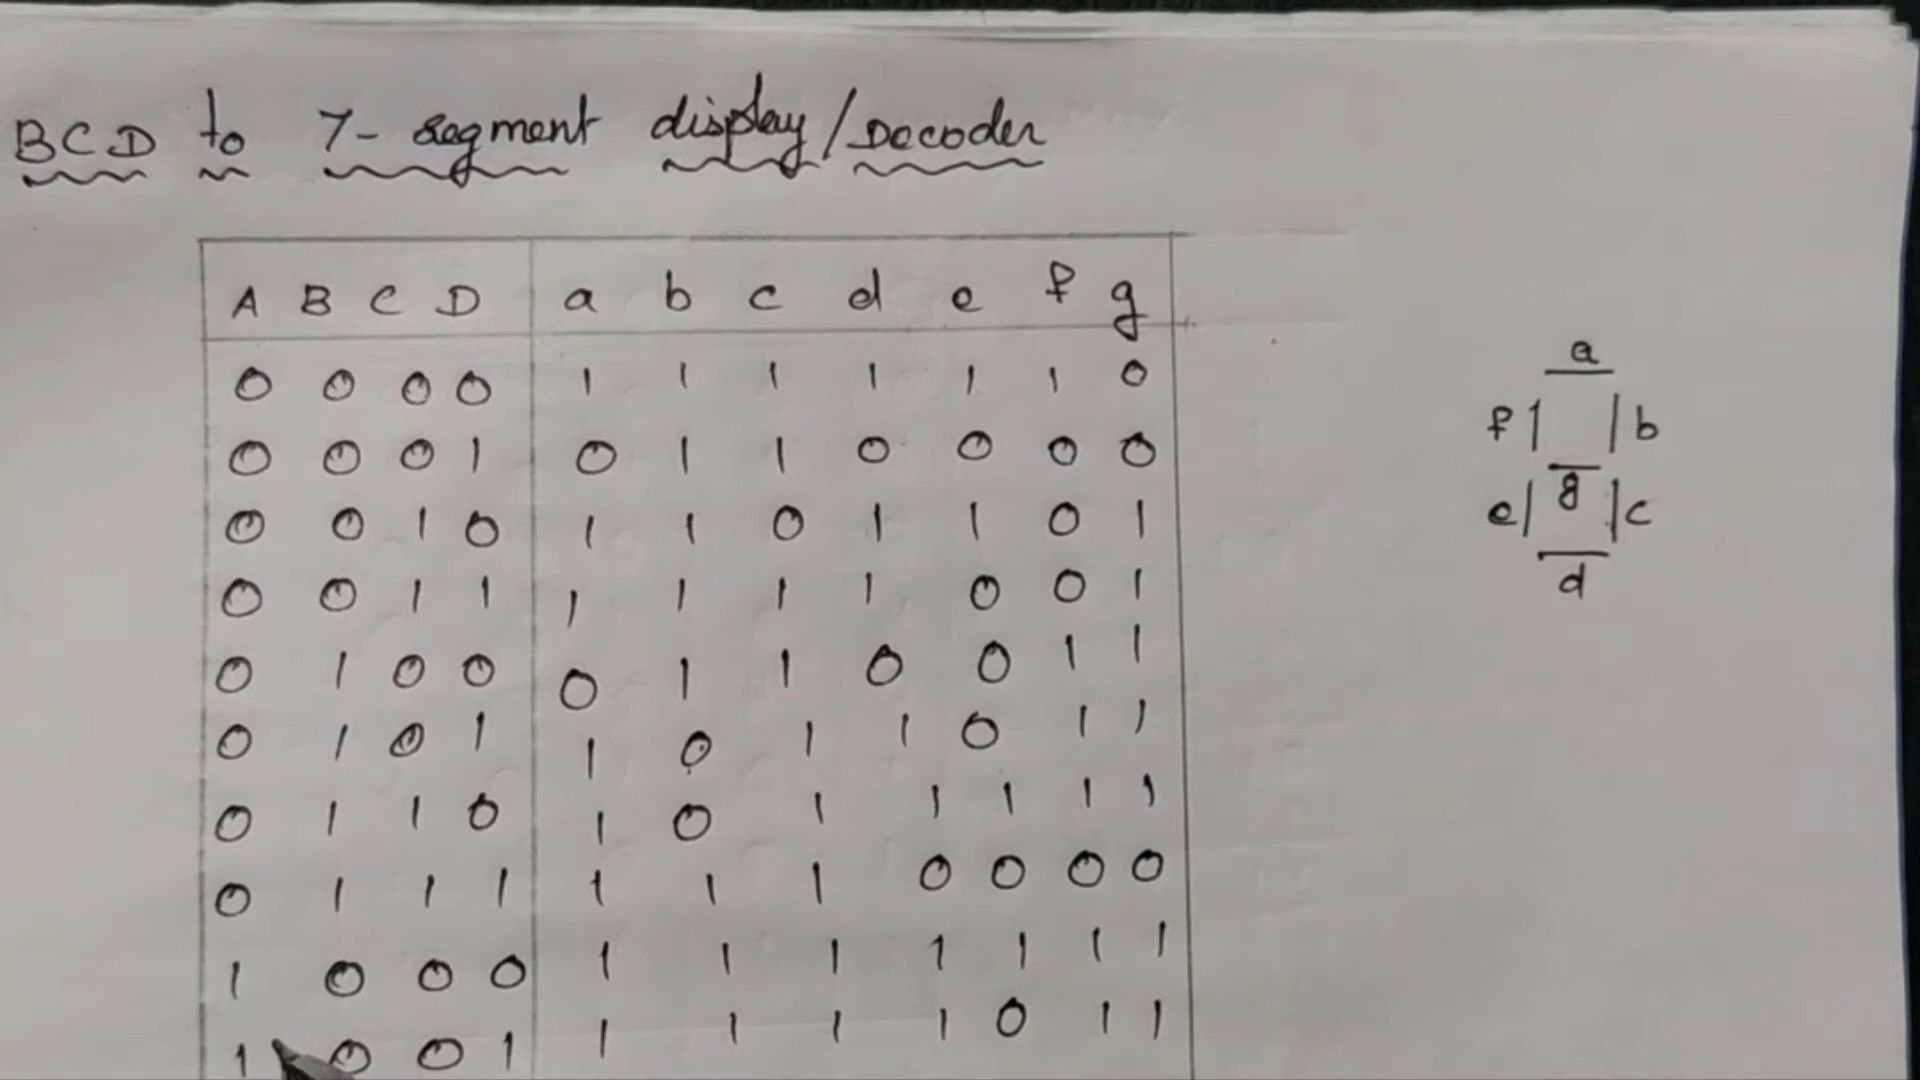 BCD to 7-segment display/Decoder
A B C D a b c d e f g
0 0 0 0 1 1 1 1 1 1 0
0 0 0 1 0 1 1 0 0 0 0
0 0 1 0 1 1 0 1 1 0 1
0 0 1 1 1 1 1 1 0 0 1
0 1 0 0 0 1 1 0 0 1 1
0 1 0 1 1 0 1 1 0 1 1
0 1 1 0 1 0 1 1 1 1 1
0 1 1 1 1 1 1 0 0 0 0
1 0 0 0 1 1 1 1 1 1 1
1 0 0 1 1 1 1 1 0 1 1
a
f b
g
e c
d